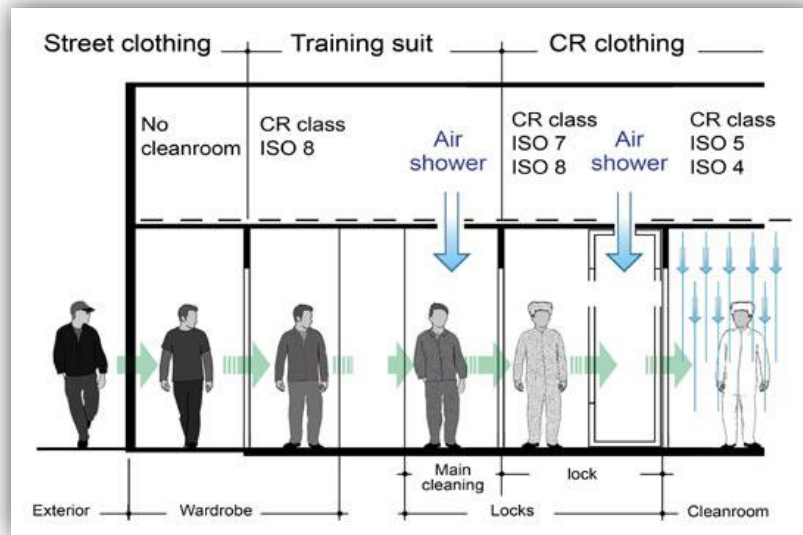 Street clothing
Training suit
CR clothing
No
cleanroom
CR class
ISO 8
Air
shower
CR class
ISO 7
ISO 8
Air
shower
CR class
ISO 5
ISO 4
Main
cleaning
lock
Exterior
Wardrobe
Locks
Cleanroom